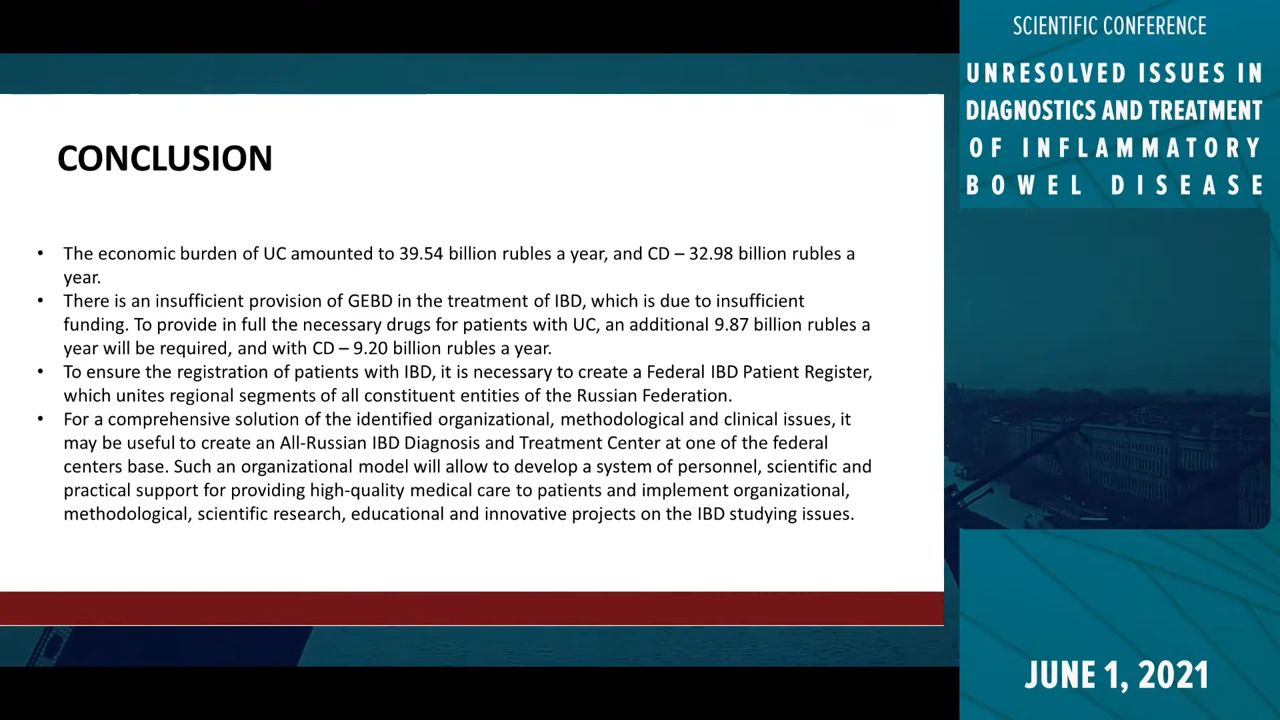 CONCLUSION
• The economic burden of UC amounted to 39.54 billion rubles a year, and CD – 32.98 billion rubles a
year.
• There is an insufficient provision of GEBD in the treatment of IBD, which is due to insufficient
funding. To provide in full the necessary drugs for patients with UC, an additional 9.87 billion rubles a
year will be required, and with CD – 9.20 billion rubles a year.
• To ensure the registration of patients with IBD, it is necessary to create a Federal IBD Patient Register,
which unites regional segments of all constituent entities of the Russian Federation.
• For a comprehensive solution of the identified organizational, methodological and clinical issues, it
may be useful to create an All-Russian IBD Diagnosis and Treatment Center at one of the federal
centers base. Such an organizational model will allow to develop a system of personnel, scientific and
practical support for providing high-quality medical care to patients and implement organizational,
methodological, scientific research, educational and innovative projects on the IBD studying issues.
SCIENTIFIC CONFERENCE
UNRESOLVED ISSUES IN
DIAGNOSTICS AND TREATMENT
OF INFLAMMATORY
BOWEL DISEASE
JUNE 1, 2021